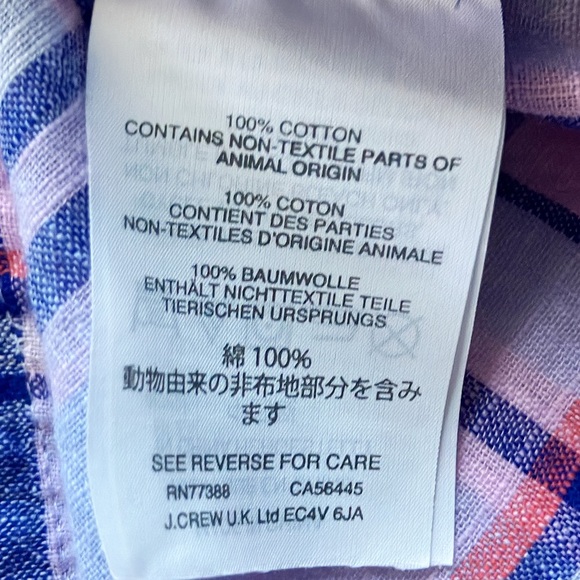 100% COTTON
CONTAINS NON-TEXTILE PARTS OF
ANIMAL ORIGIN
100% COTON
CONTIENT DES PARTIES
NON-TEXTILES D'ORIGINE ANIMALE
100% BAUMWOLLE
ENTHÄLT NICHTTEXTILE TEILE
TIERISCHEN URSPRUNGS
綿 100%
動物由来の非布地部分を含み
ます
SEE REVERSE FOR CARE
RN77388 CA56445
J.CREW U.K. Ltd EC4V 6JA